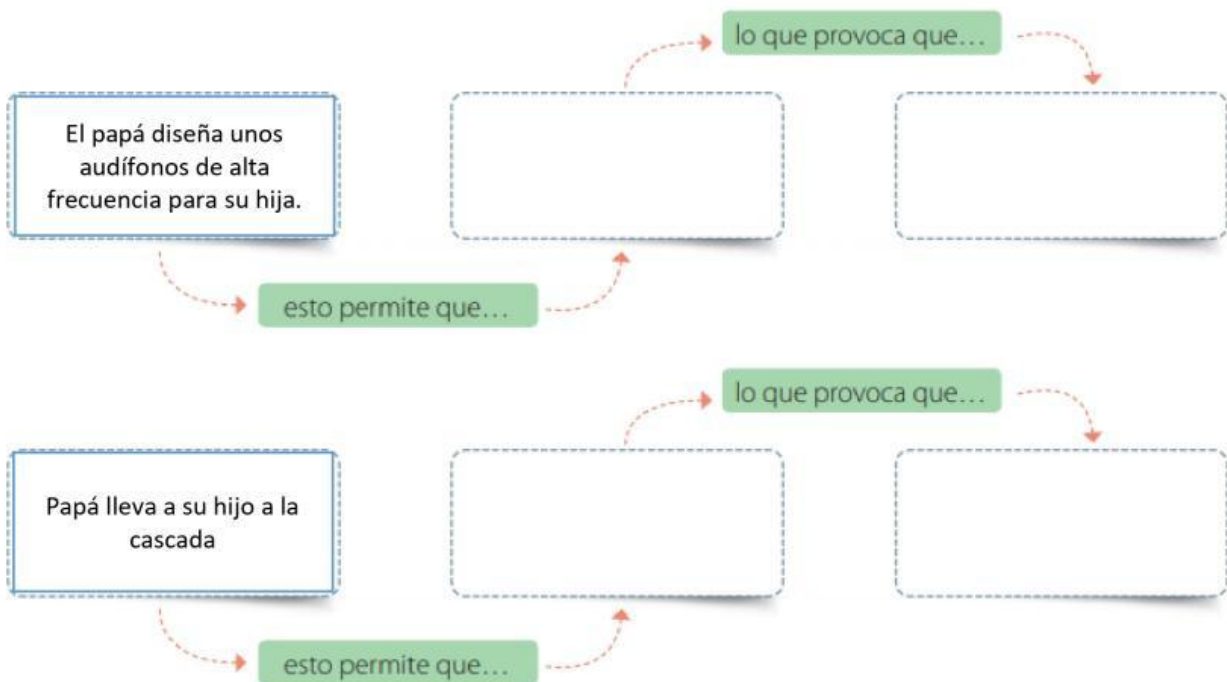 lo que provoca que...
El papá diseña unos
audífonos de alta
frecuencia para su hija.
esto permite que...
lo que provoca que...
Papá lleva a su hijo a la
cascada
esto permite que...